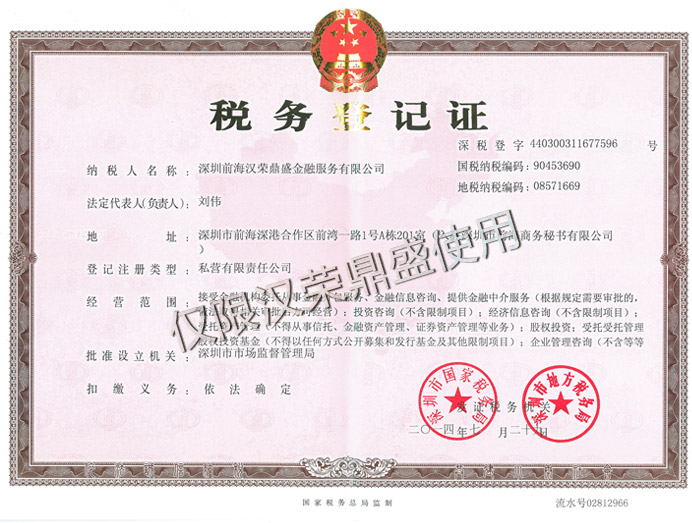 税务登记证
深税登字 440300311677596 号
国税纳税编码: 90453690
地税纳税编码: 08571669
纳税人名称: 深圳前海汉荣鼎盛金融服务有限公司
法定代表人(负责人): 刘伟
地址: 深圳市前海深港合作区前湾一路1号A栋201室（ 深圳市 商务秘书有限公司
）
登记注册类型: 私营有限责任公司
经营范围: 接受金融机构委托从事金融 包服务、金融信息咨询、提供金融中介服务（根据规定需要审批的，
审批后方可经营）；投资咨询（不含限制项目）；经济信息咨询（不含限制项目）；
受托 （不得从事信托、金融资产管理、证券资产管理等业务）；股权投资；受托管理
股权投资基金（不得以任何方式公开募集和发行基金及其他限制项目）；企业管理咨询（不含等等
批准设立机关: 深圳市市场监督管理局
扣缴义务: 依法确定
仅限汉荣鼎盛使用
深圳市国家税务局
深圳市地方税务局
发证税务机关
二〇一四年七月二十 日
国家税务总局监制
流水号02812966